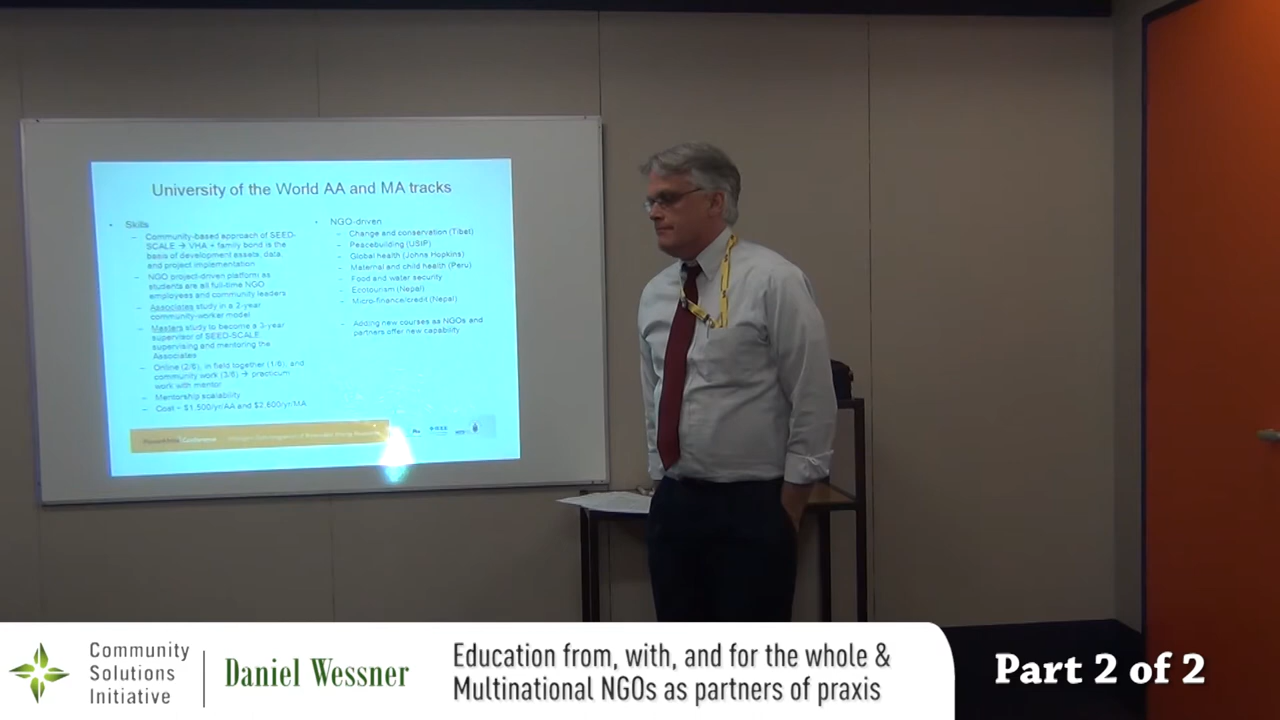 University of the World AA and MA tracks
• Skills
– Community-based approach of SEED-
SCALE → VHA + family bond is the
basis of development assets, data,
and project implementation
– NGO project-driven platform as
students are all full-time NGO
employees and community leaders
– Associates study in a 2-year
community-worker model
– Masters study to become a 3-year
supervisor of SEED-SCALE
supervising and mentoring the
Associates
– Online (2/6), in field together (1/6), and
community work (3/6) → practicum
work with mentor
– Mentorship scalability
– Cost ~ $1,500/yr/AA and $2,600/yr/MA
• NGO-driven
– Change and conservation (Tibet)
– Peacebuilding (USIP)
– Global health (Johns Hopkins)
– Maternal and child health (Peru)
– Food and water security
– Ecotourism (Nepal)
– Micro-finance/credit (Nepal)
– Adding new courses as NGOs and
partners offer new capability
Conference
Community
Solutions
Initiative
Daniel Wessner
Education from, with, and for the whole &
Multinational NGOs as partners of praxis
Part 2 of 2